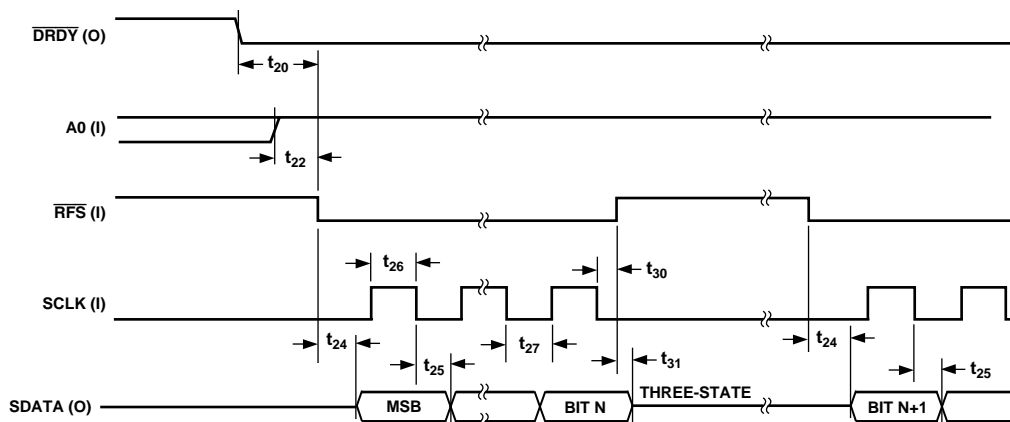 DRDY (O)
t20
A0 (I)
t22
RFS (I)
t26
t30
SCLK (I)
t24
t25
t27
t31
t24
t25
THREE-STATE
SDATA (O)
MSB
BIT N
BIT N+1